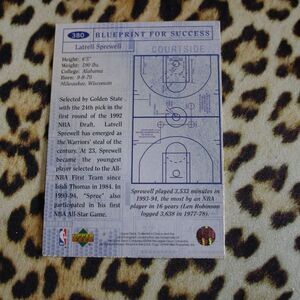 380
BLUEPRINT FOR SUCCESS
Latrell Sprewell
COURTSIDE
Height: 6'5"
Weight: 190 lbs.
College: Alabama
Born: 9-8-70
Milwaukee, Wisconsin
Selected by Golden State
with the 24th pick in the
first round of the 1992
NBA Draft, Latrell
Sprewell has emerged as
the Warriors' steal of the
century. At 23, Sprewell
became the youngest
player selected to the All-
NBA First Team since
Isiah Thomas in 1984. In
1993-94, "Spree" also
participated in his first
NBA All-Star Game.
Sprewell played 3,533 minutes in
1993-94, the most by an NBA
player in 16 years (Len Robinson
logged 3,638 in 1977-78).
NBA
UPPER DECK